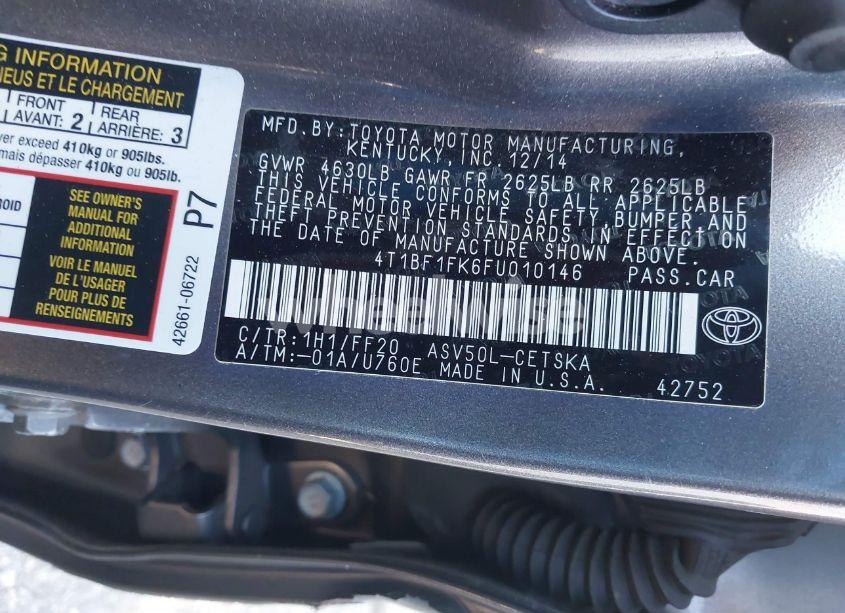 G INFORMATION
NEUS ET LE CHARGEMENT
FRONT
AVANT: 2
REAR
ARRIÈRE: 3
ver exceed 410kg or 905lbs.
mais dépasser 410kg ou 905lb.
SEE OWNER'S
MANUAL FOR
ADDITIONAL
INFORMATION
VOIR LE MANUEL
DE L'USAGER
POUR PLUS DE
RENSEIGNEMENTS
ROID
P7
42661-06722
MFD.BY:TOYOTA MOTOR MANUFACTURING,
KENTUCKY,INC.12/14
GVWR 4630LB GAWR FR 2625LB RR 2625LB
THIS VEHICLE CONFORMS TO ALL APPLICABLE
FEDERAL MOTOR VEHICLE SAFETY, BUMPER,AND
THEFT PREVENTION STANDARDS IN EFFECT ON
THE DATE OF MANUFACTURE SHOWN ABOVE.
4T1BF1FK6FU010146 PASS.CAR
wheelwise
C/TR:1H1/FF20 ASV50L-CETSKA
A/TM:-01A/U760E MADE IN U.S.A. 42752
TOYOTA